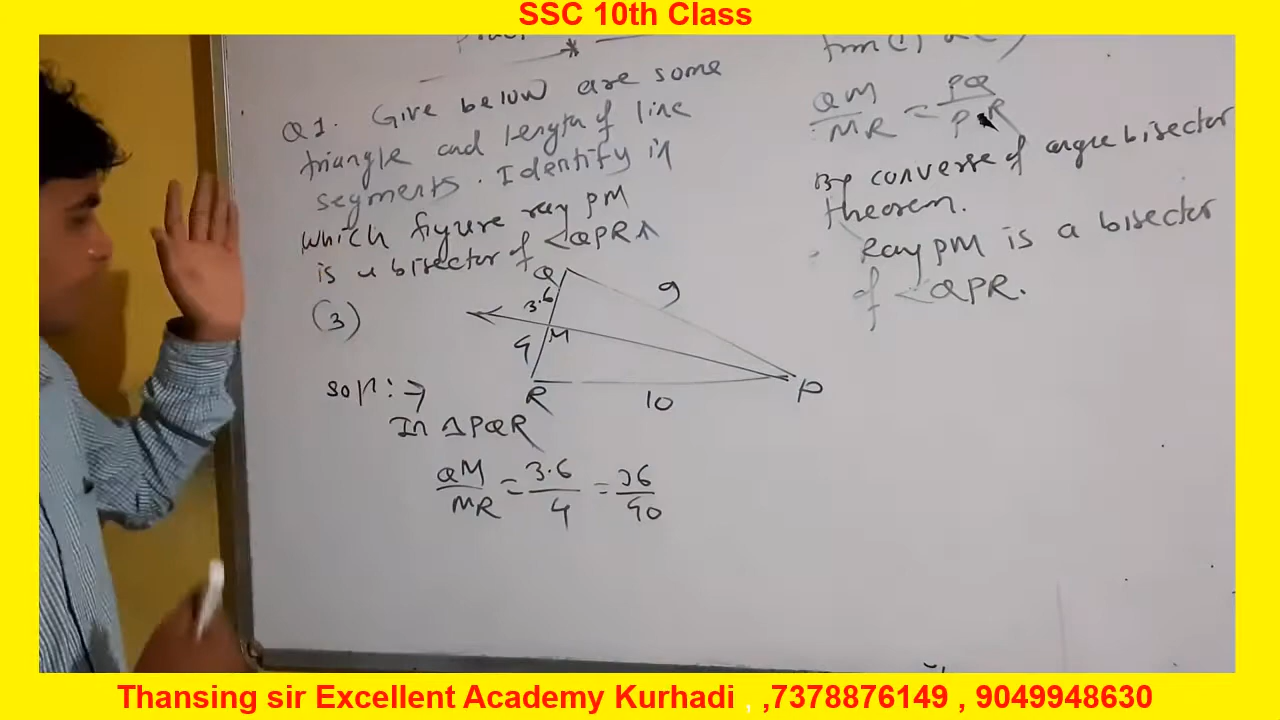 SSC 10th Class
Q1. Give below are some
triangle and length of line
segments. Identify in
which figure ray PM
is a bisector of <QPR
(3)
Q
3.6
9
M
4
R
10
P
Soln :→
In ΔPQR
QM/MR = 3.6/4 = 36/40
QM/MR = PQ/PR
By converse of angle bisector
theorem.
Ray PM is a bisector
of <QPR.
Thansing sir Excellent Academy Kurhadi , ,7378876149 , 9049948630